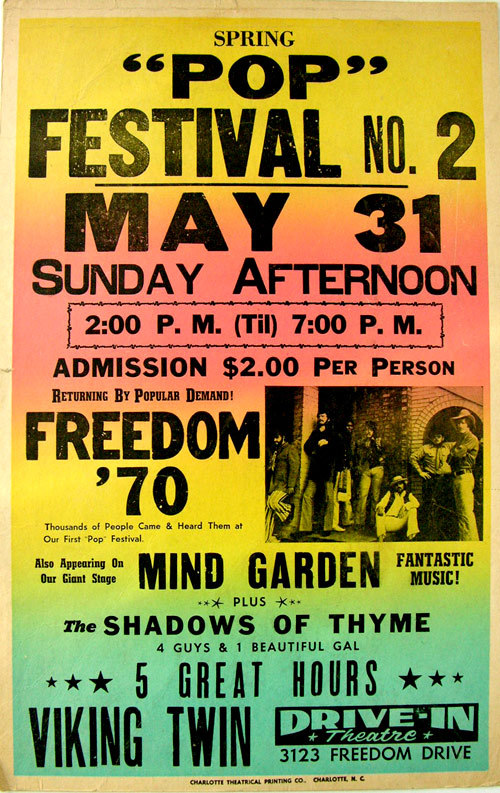 SPRING
"POP"
FESTIVAL NO. 2
MAY 31
SUNDAY AFTERNOON
2:00 P. M. (Til) 7:00 P. M.
ADMISSION $2.00 PER PERSON
RETURNING BY POPULAR DEMAND!
FREEDOM
'70
Thousands of People Came & Heard Them at
Our First "Pop" Festival.
Also Appearing On
Our Giant Stage
MIND GARDEN
FANTASTIC
MUSIC!
PLUS
The SHADOWS OF THYME
4 GUYS & 1 BEAUTIFUL GAL
5 GREAT HOURS
VIKING TWIN
DRIVE-IN
Theatre
3123 FREEDOM DRIVE
CHARLOTTE THEATRICAL PRINTING CO., CHARLOTTE, N. C.